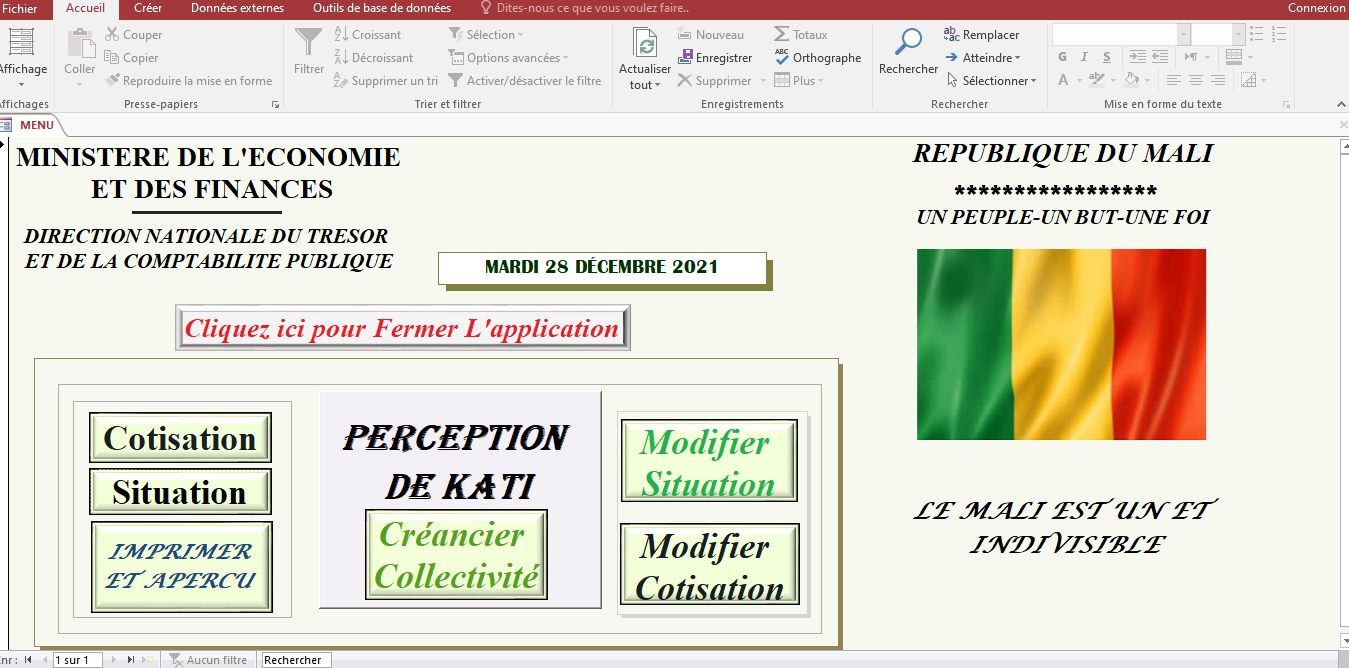 Fichier Accueil Créer Données externes Outils de base de données Dites-nous ce que vous voulez faire.. Connexion
Affichage
Coller
Couper
Copier
Reproduire la mise en forme
Filtrer
Croissant
Décroissant
Supprimer un tri
Sélection
Options avancées
Activer/désactiver le filtre
Actualiser
tout
Nouveau
Enregistrer
Supprimer
Totaux
Orthographe
Plus
Rechercher
Remplacer
Atteindre
Sélectionner
G I S
A
Affichages Presse-papiers Trier et filtrer Enregistrements Rechercher Mise en forme du texte
MENU
MINISTERE DE L'ECONOMIE
ET DES FINANCES
DIRECTION NATIONALE DU TRESOR
ET DE LA COMPTABILITE PUBLIQUE
MARDI 28 DÉCEMBRE 2021
REPUBLIQUE DU MALI
*****************
UN PEUPLE-UN BUT-UNE FOI
Cliquez ici pour Fermer L'application
Cotisation
Situation
IMPRIMER
ET APERCU
PERCEPTION
DE KATI
Créancier
Collectivité
Modifier
Situation
Modifier
Cotisation
LE MALI EST UN ET
INDIVISIBLE
Enr : 1 sur 1 Aucun filtre Rechercher